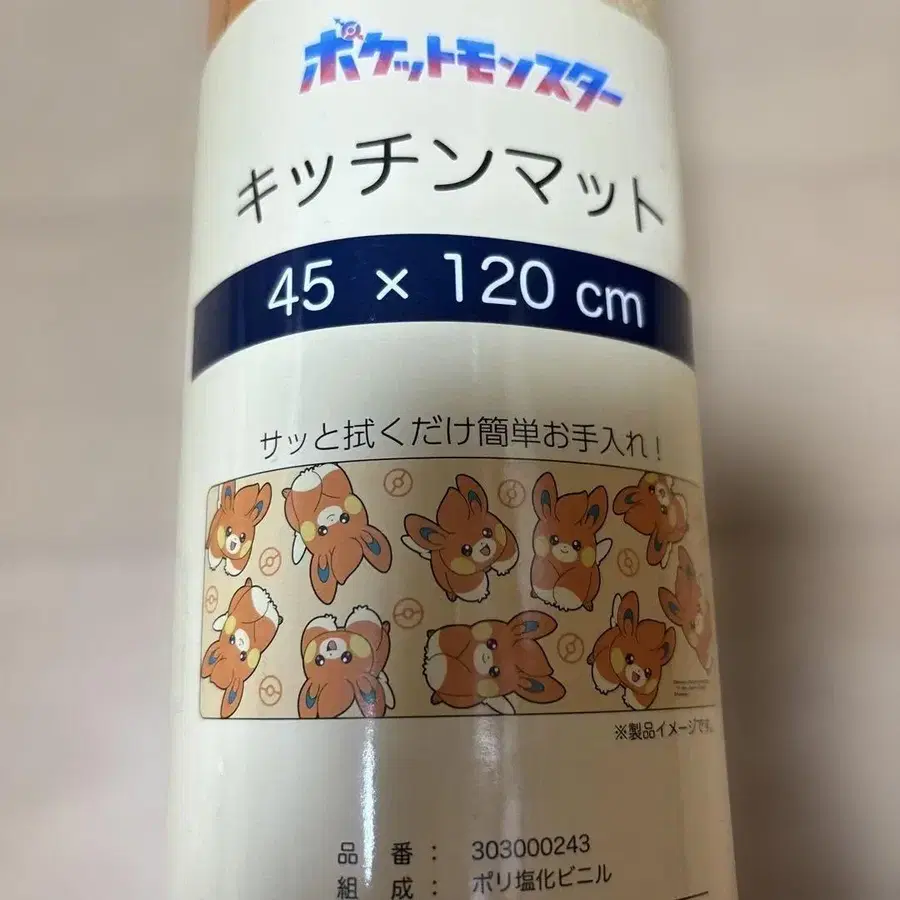 ポケットモンスター
キッチンマット
45 × 120 cm
サッと拭くだけ簡単お手入れ!
※製品イメージです。
品 番 : 303000243
組 成 : ポリ塩化ビニル